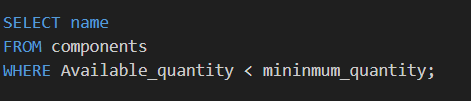 SELECT name
FROM components
WHERE Available_quantity < mininmum_quantity;